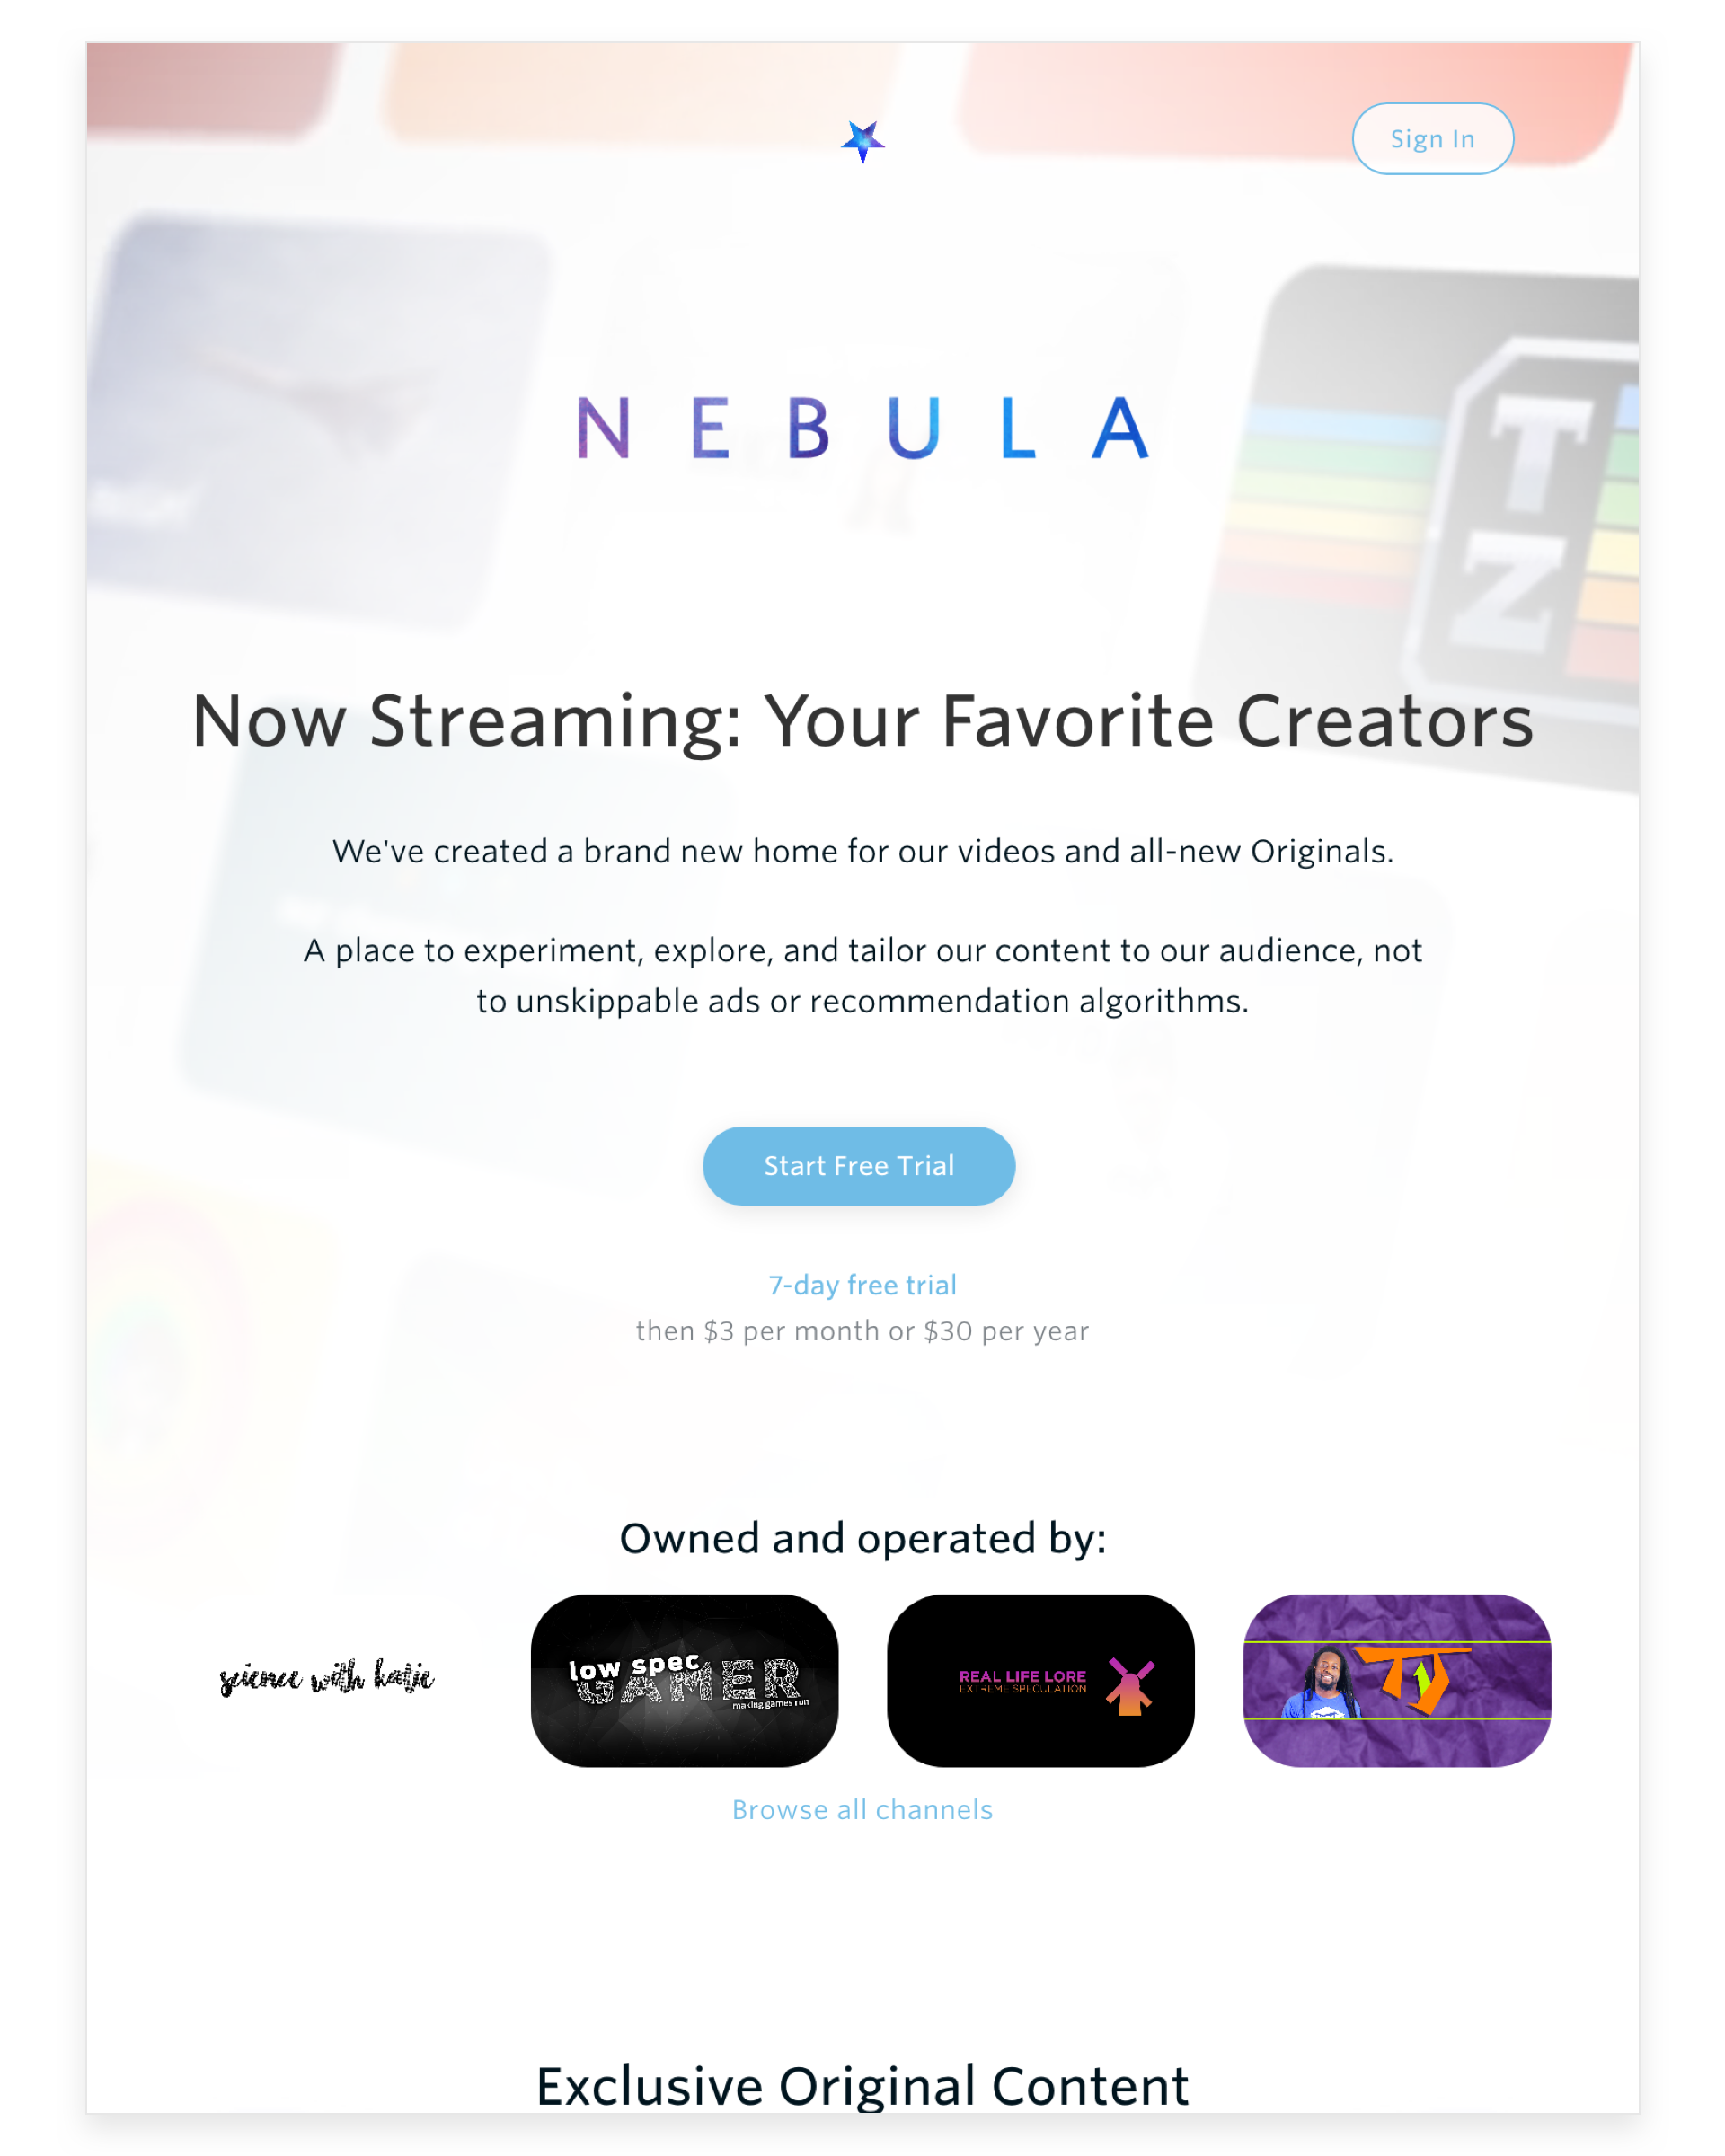 Sign In
NEBULA
T
Z
Now Streaming: Your Favorite Creators
We've created a brand new home for our videos and all-new Originals.
A place to experiment, explore, and tailor our content to our audience, not
to unskippable ads or recommendation algorithms.
Start Free Trial
7-day free trial
then $3 per month or $30 per year
Owned and operated by:
science with katie
low spec
GAMER
making games run
REAL LIFE LORE
EXTREME SPECULATION
Browse all channels
Exclusive Original Content